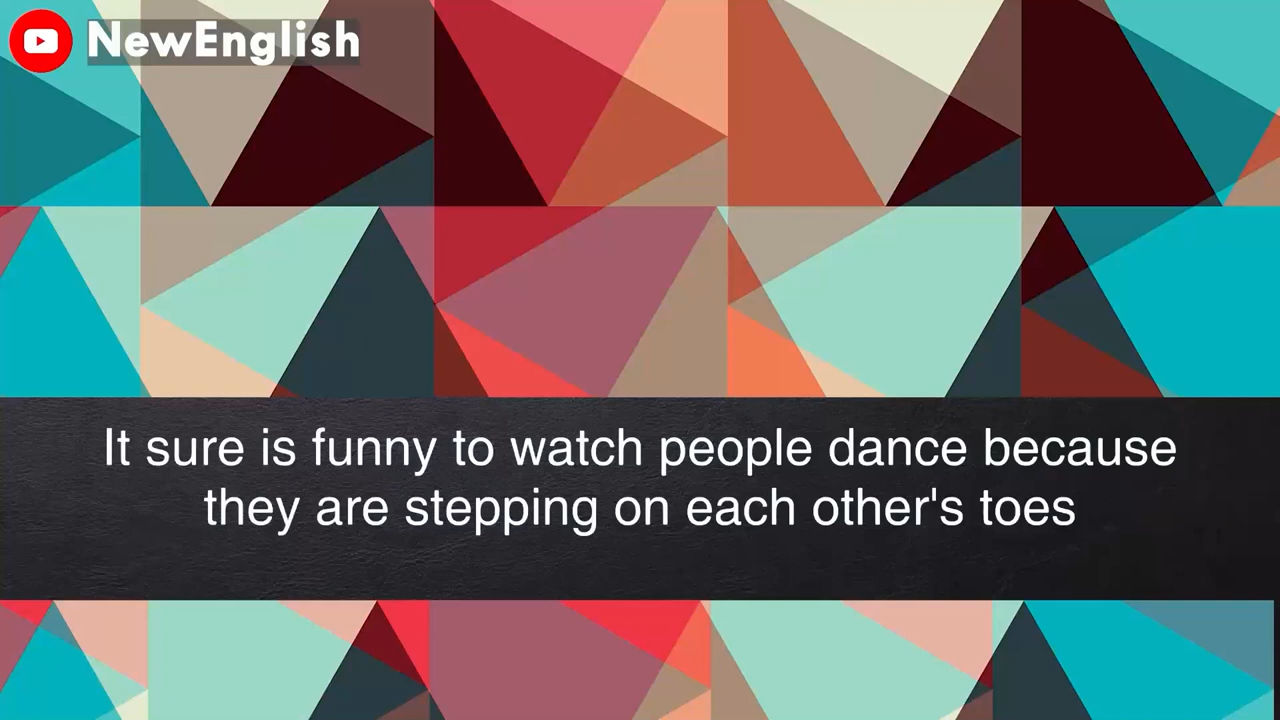 NewEnglish
It sure is funny to watch people dance because
they are stepping on each other's toes